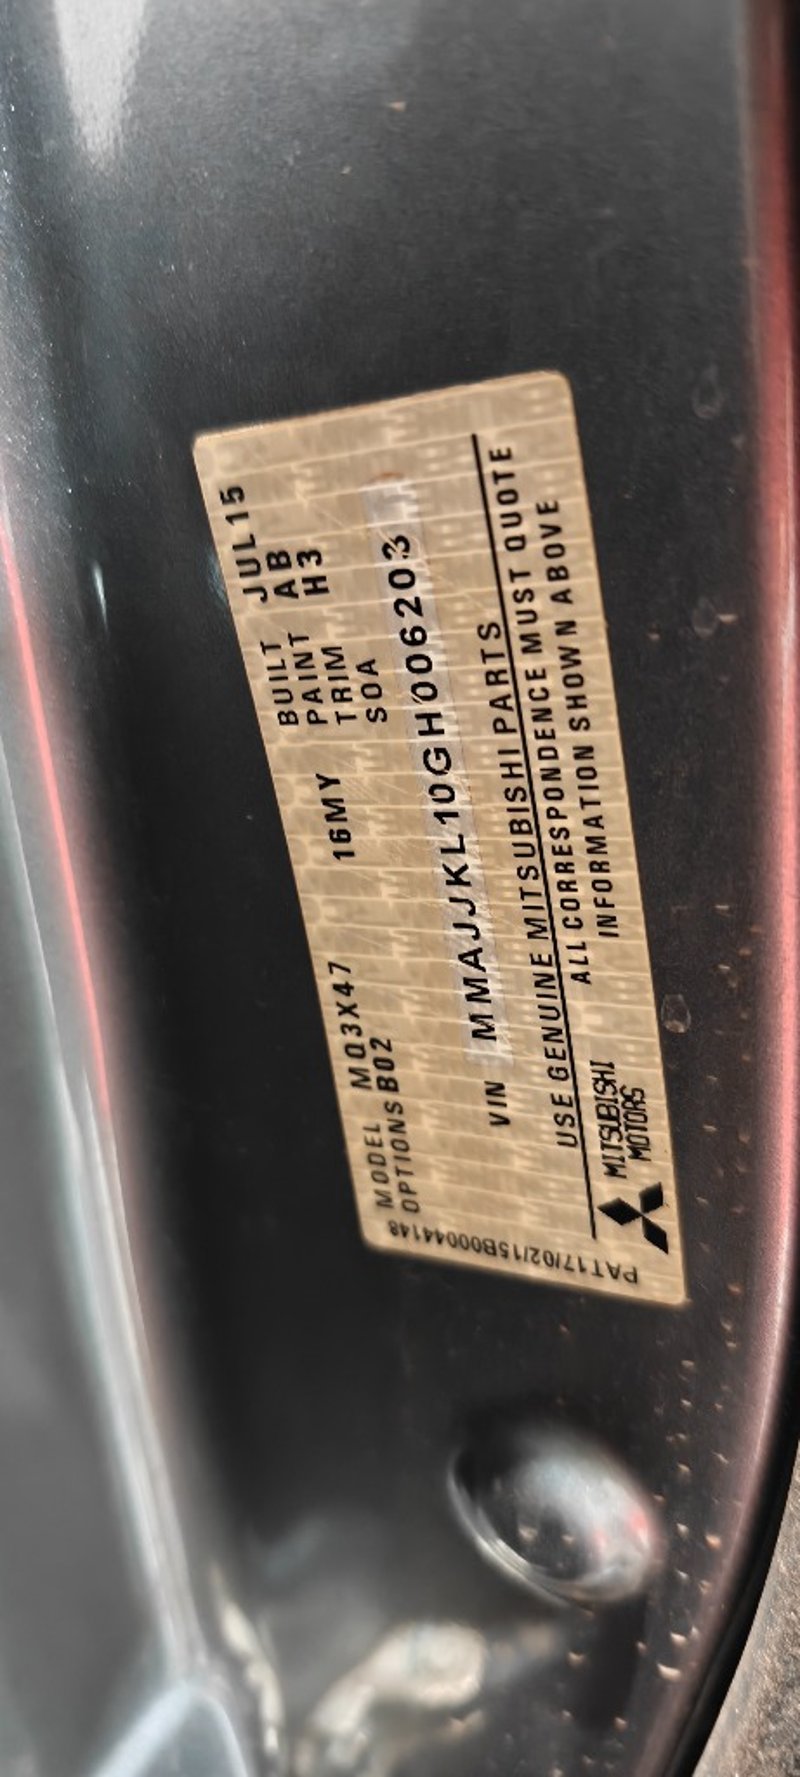 MODEL MQ3X47 16MY BUILT JUL15
OPTIONS B02 PAINT AB
TRIM H3
SOA
VIN MMAJJKL10GH006203
USE GENUINE MITSUBISHI PARTS
ALL CORRESPONDENCE MUST QUOTE
INFORMATION SHOWN ABOVE
MITSUBISHI
MOTORS
PAT17/02/15B00044148